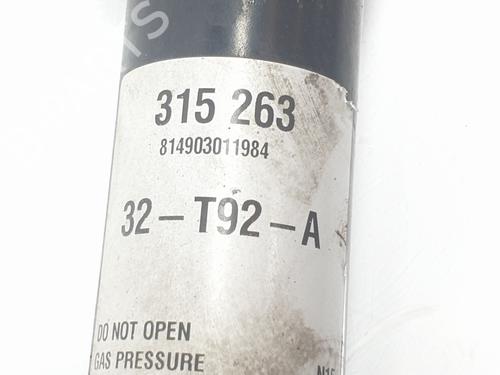 315 263
814903011984
32-T92-A
DO NOT OPEN
GAS PRESSURE